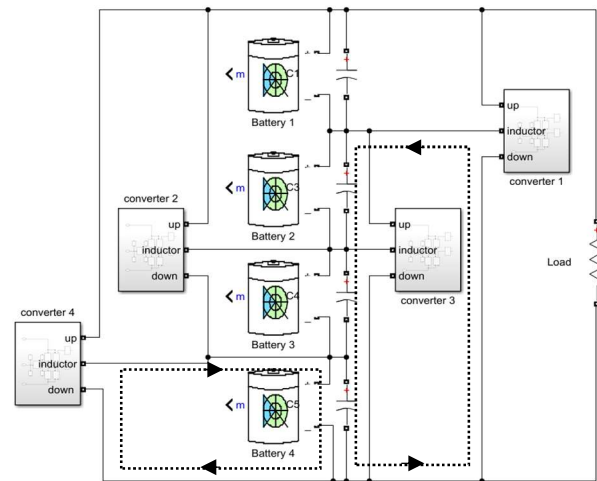 C1
m
Battery 1
up
inductor
down
converter 1
C3
m
Battery 2
converter 2
up
inductor
down
up
inductor
down
converter 3
Load
C4
m
Battery 3
converter 4
up
inductor
down
C5
m
Battery 4